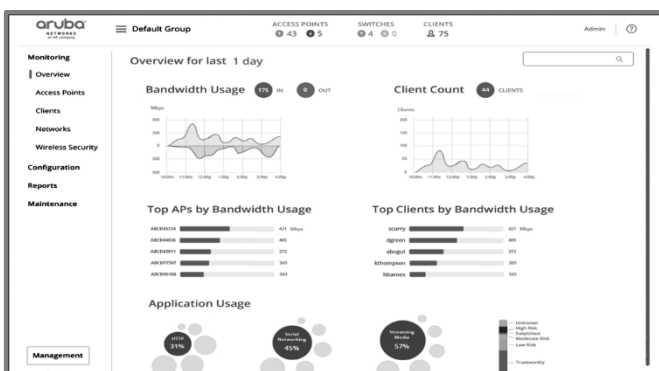 aruba
NETWORKS
an HP company
Default Group
ACCESS POINTS
43 5
SWITCHES
4 0
CLIENTS
75
Admin
?
Monitoring
Overview
Access Points
Clients
Networks
Wireless Security
Configuration
Reports
Maintenance
Management
Overview for last 1 day
Bandwidth Usage 175 IN 0 OUT
Mbps
Client Count 44 CLIENTS
Clients
Top APs by Bandwidth Usage
421 Mbps
405
372
365
343
Top Clients by Bandwidth Usage
scurry 421 Mbps
dgreen 405
abogut 372
kthompson 365
hbarnes 343
Application Usage
HTTP
31%
Social
Networking
45%
Streaming
Media
57%
Unknown
High Risk
Suspicious
Moderate Risk
Low Risk
Trustworthy